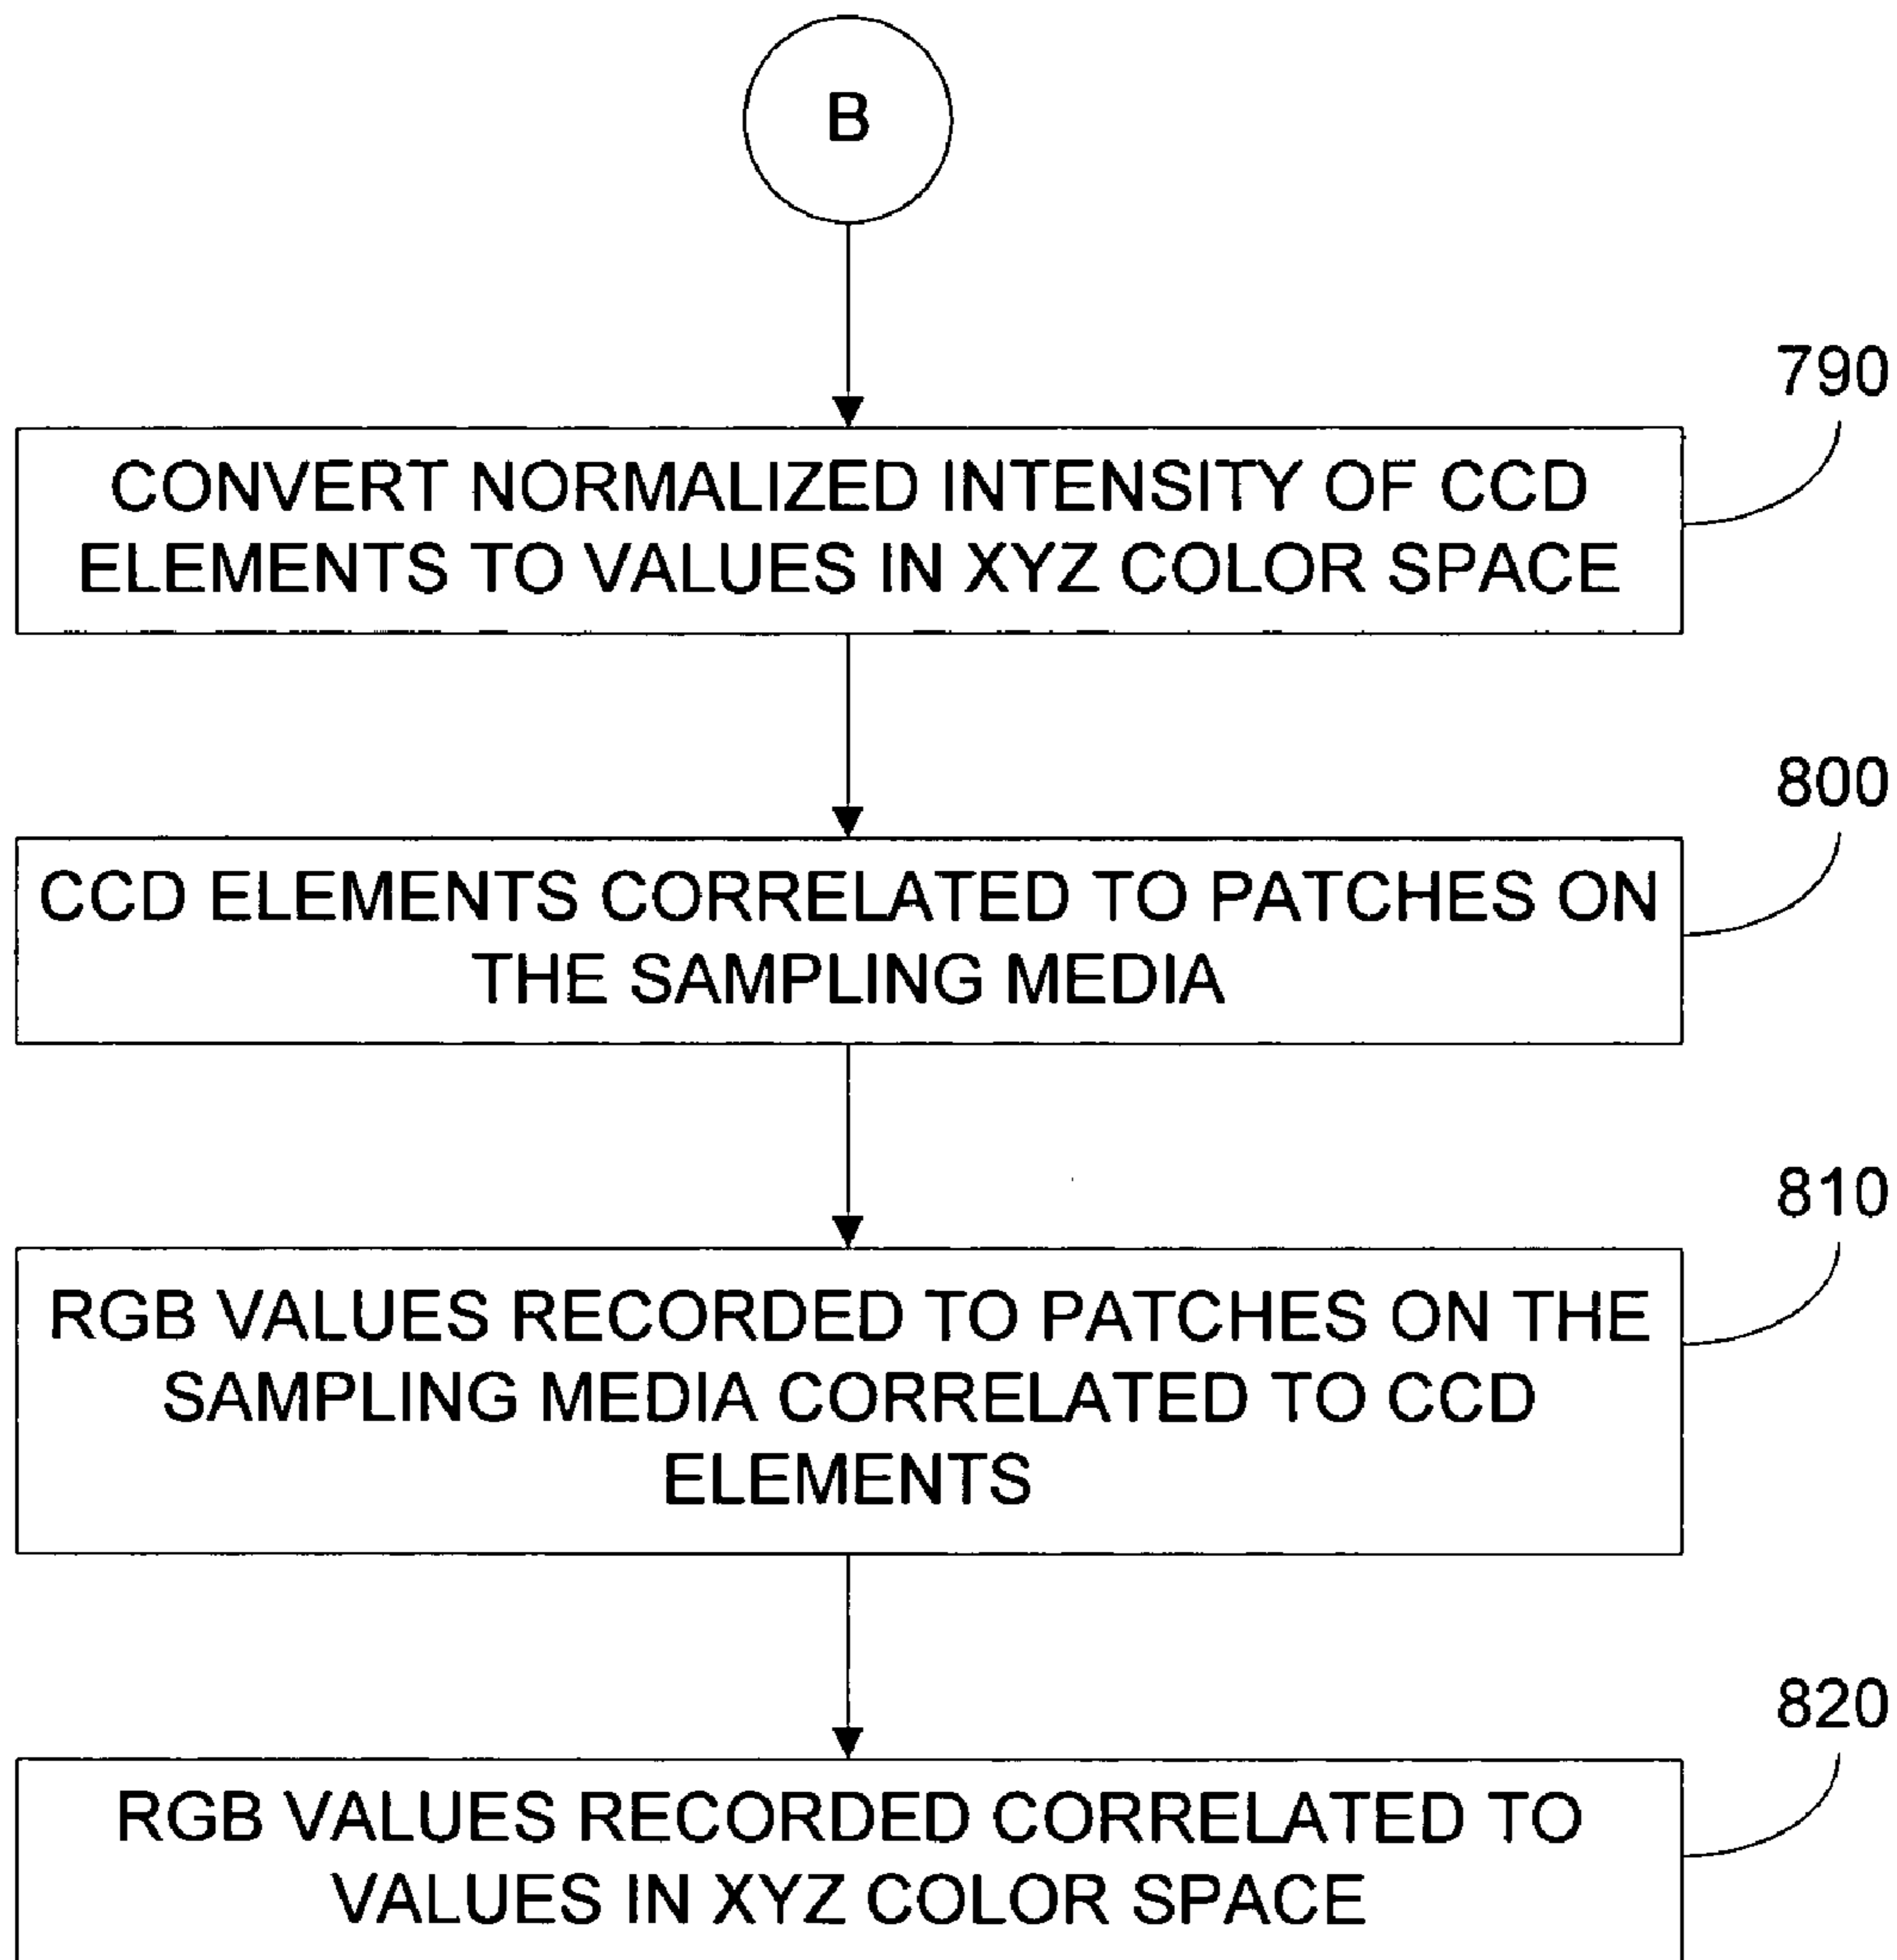 B
790
CONVERT NORMALIZED INTENSITY OF CCD
ELEMENTS TO VALUES IN XYZ COLOR SPACE
800
CCD ELEMENTS CORRELATED TO PATCHES ON
THE SAMPLING MEDIA
810
RGB VALUES RECORDED TO PATCHES ON THE
SAMPLING MEDIA CORRELATED TO CCD
ELEMENTS
820
RGB VALUES RECORDED CORRELATED TO
VALUES IN XYZ COLOR SPACE